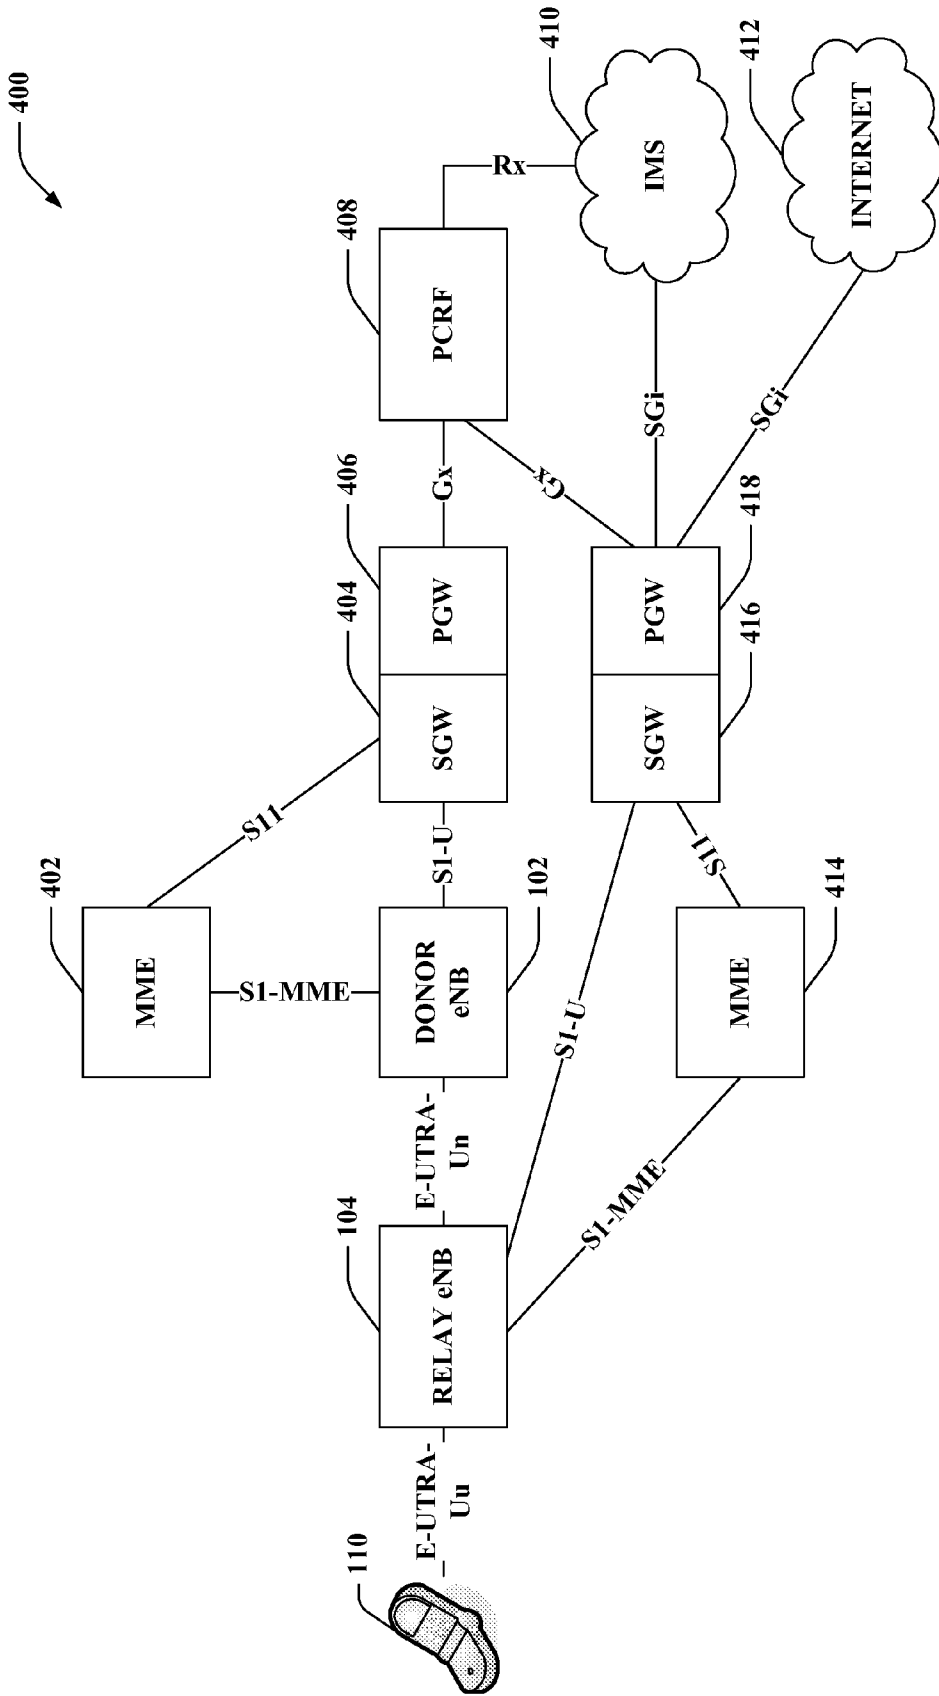 400
402
MME
S11
404
406
408
410
S1-MME
104
110
E-UTRA-
Uu
RELAY eNB
E-UTRA-
Un
DONOR
eNB
S1-U
SGW
PGW
Gx
PCRF
Rx
IMS
102
Gx
SGi
412
INTERNET
SGi
S1-U
SGW
PGW
S1-MME
S11
416
418
MME
414